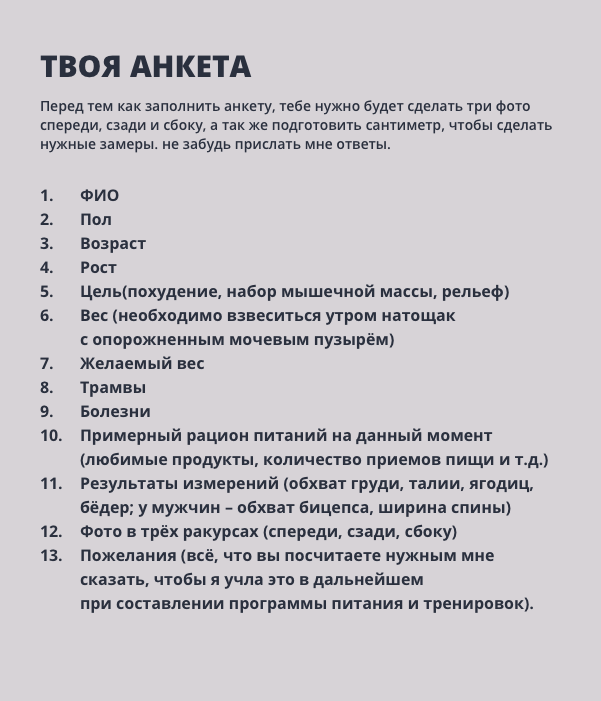 ТВОЯ АНКЕТА
Перед тем как заполнить анкету, тебе нужно будет сделать три фото
спереди, сзади и сбоку, а так же подготовить сантиметр, чтобы сделать
нужные замеры. не забудь прислать мне ответы.
1. ФИО
2. Пол
3. Возраст
4. Рост
5. Цель(похудение, набор мышечной массы, рельеф)
6. Вес (необходимо взвеситься утром натощак
с опорожненным мочевым пузырём)
7. Желаемый вес
8. Трамвы
9. Болезни
10. Примерный рацион питаний на данный момент
(любимые продукты, количество приемов пищи и т.д.)
11. Результаты измерений (обхват груди, талии, ягодиц,
бёдер; у мужчин – обхват бицепса, ширина спины)
12. Фото в трёх ракурсах (спереди, сзади, сбоку)
13. Пожелания (всё, что вы посчитаете нужным мне
сказать, чтобы я учла это в дальнейшем
при составлении программы питания и тренировок).